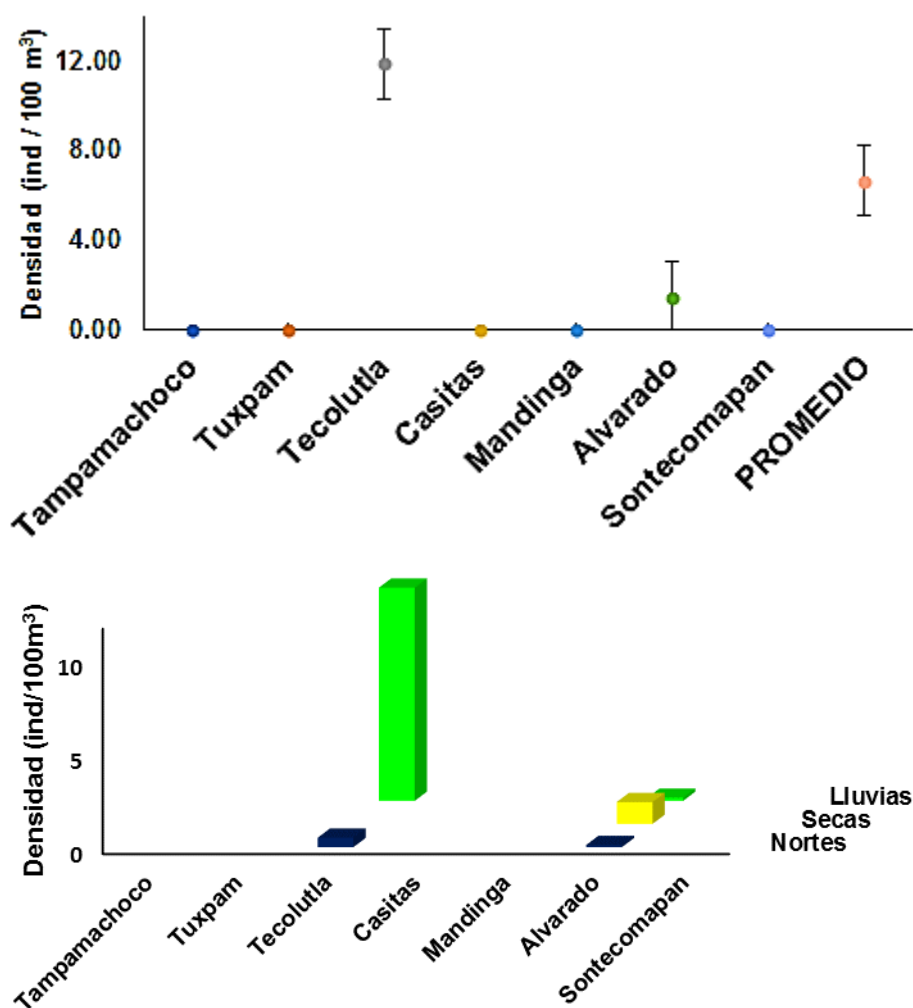 Densidad (ind / 100 m³)
12.00
8.00
4.00
0.00
Tampamachoco
Tuxpam
Tecolutla
Casitas
Mandinga
Alvarado
Sontecomapan
PROMEDIO
Densidad (ind/100m³)
10
5
0
Lluvias
Secas
Nortes
Tampamachoco
Tuxpam
Tecolutla
Casitas
Mandinga
Alvarado
Sontecomapan